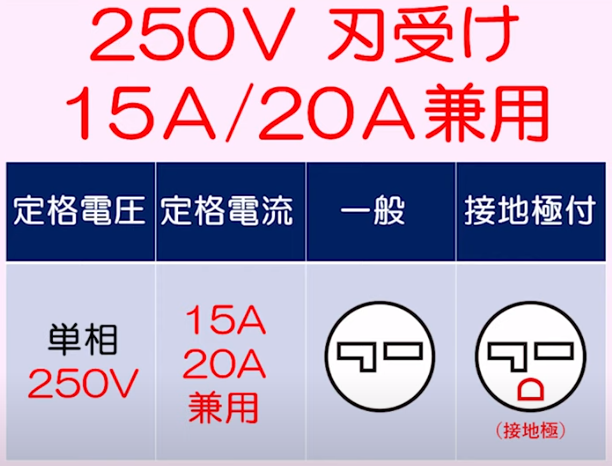 250V 刃受け
15A/20A兼用
定格電圧 定格電流 一般 接地極付
単相
250V
15A
20A
兼用
(接地極)